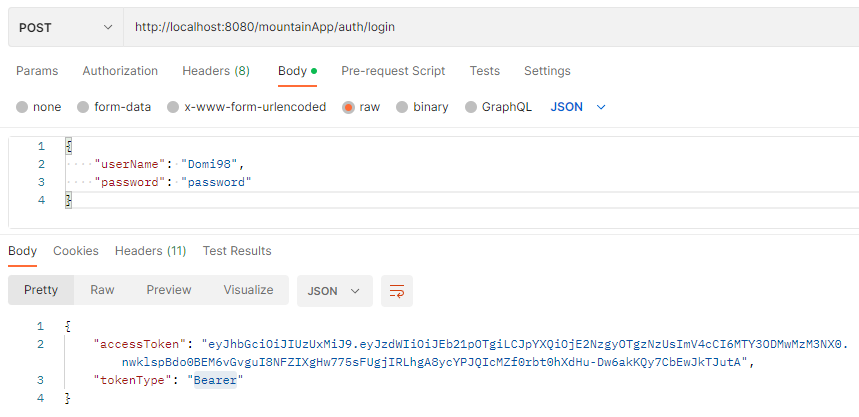 POST http://localhost:8080/mountainApp/auth/login
Params Authorization Headers (8) Body Pre-request Script Tests Settings
none form-data x-www-form-urlencoded raw binary GraphQL JSON
1 {
2 "userName": "Domi98",
3 "password": "password"
4 }
Body Cookies Headers (11) Test Results
Pretty Raw Preview Visualize JSON
1 {
2 "accessToken": "eyJhbGciOiJIUzUxMiJ9.eyJzdWIiOiJEb21pOTgiLCJpYXQiOjE2NzgyOTgzNzUsImV4cCI6MTY3ODMwMzM3NX0.
nwklspBdo0BEM6vGvguI8NFZIXgHw775sFUgjIRLhgA8ycYPJQIcMZf0rbt0hXdHu-Dw6akKQy7CbEwJkTJutA",
3 "tokenType": "Bearer"
4 }